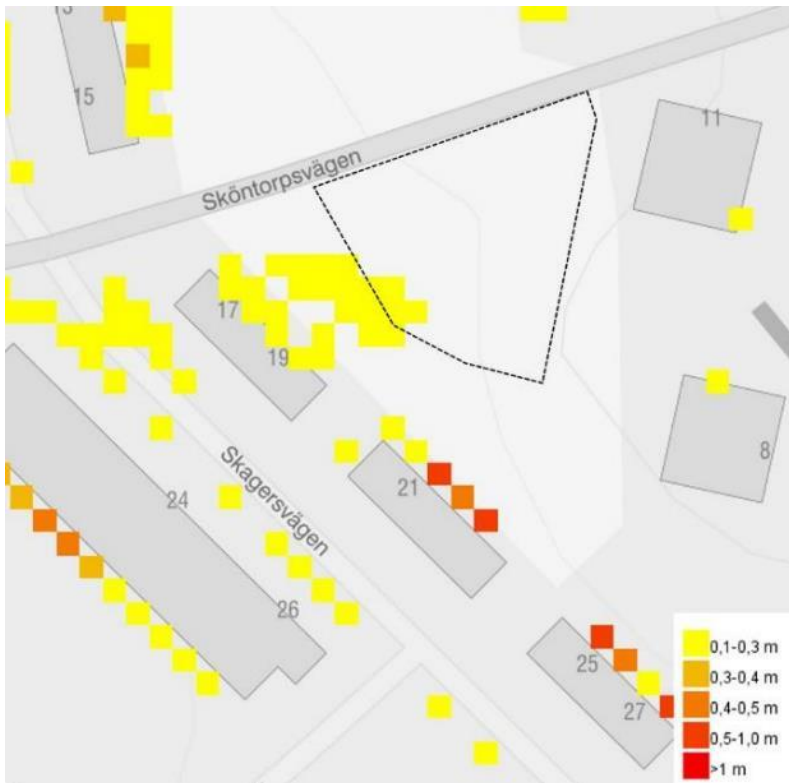 13
15
11
Sköntorpsvägen
17
19
8
21
24
Skagersvägen
26
25
27
0,1-0,3 m
0,3-0,4 m
0,4-0,5 m
0,5-1,0 m
>1 m